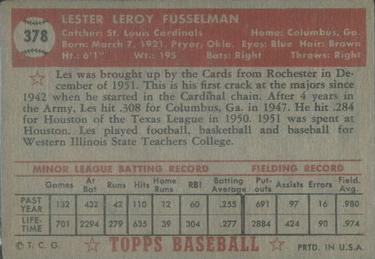 378
LESTER LEROY FUSSELMAN
Catcher: St. Louis Cardinals Home: Columbus, Ga.
Born: March 7, 1921, Pryor, Okla. Eyes: Blue Hair: Brown
Ht.: 6'1" Wt.: 195 Bats: Right Throws: Right
Les was brought up by the Cards from Rochester in De-
cember of 1951. This is his first crack at the majors since
1942 when he started in the Cardinal chain. After 4 years
in the Army, Les hit .308 for Columbus, Ga. in 1947. He hit .284
for Houston of the Texas League in 1950. 1951 was spent at
Houston. Les played football, basketball and baseball for
Western Illinois State Teachers College.
MINOR LEAGUE BATTING RECORD FIELDING RECORD
Games At Bat Runs Hits Home Runs RBI Batting Average Put-outs Assists Errors Field. Avg.
PAST YEAR 132 432 42 110 12 60 .255 691 97 16 .980
LIFE-TIME 701 2294 279 635 39 304 .277 2884 424 91 .973
© T.C.G. TOPPS BASEBALL PRTD. IN U.S.A.